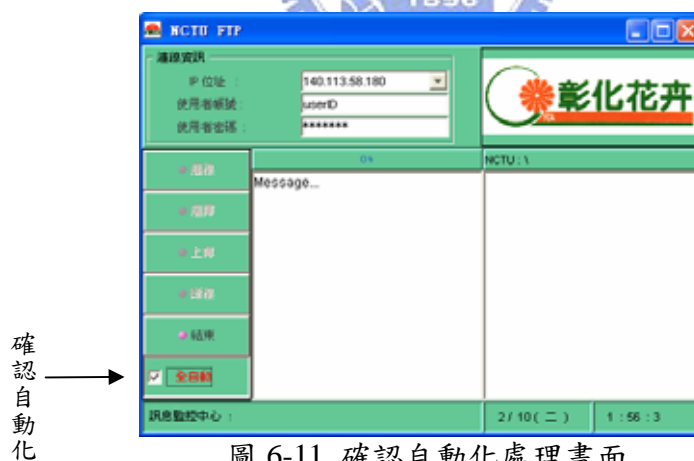 1896
NCTU FTP
連線資訊
IP 位址 :
140.113.58.180
使用者帳號 :
userID
使用者密碼 :
*******
彰化花卉
0%
NCTU : \
Message...
結束
全自動
訊息監控中心 :
2 / 10 ( 二 )
1 : 56 : 3
確認自動化
圖 6-11 確認自動化處理畫面